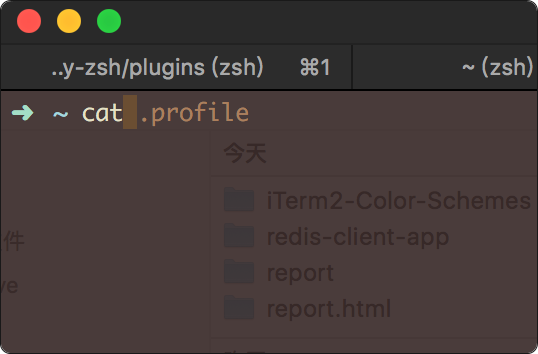 ..y-zsh/plugins (zsh) ⌘1 ~ (zsh)
➜ ~ cat .profile
今天
iTerm2-Color-Schemes
件 redis-client-app
report
ve report.html